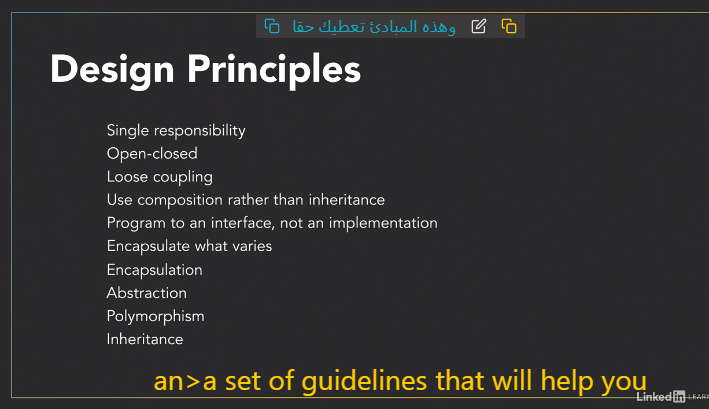 وهذه المبادئ تعطيك حقا
Design Principles
Single responsibility
Open-closed
Loose coupling
Use composition rather than inheritance
Program to an interface, not an implementation
Encapsulate what varies
Encapsulation
Abstraction
Polymorphism
Inheritance
an>a set of guidelines that will help you
Linked in LEARN